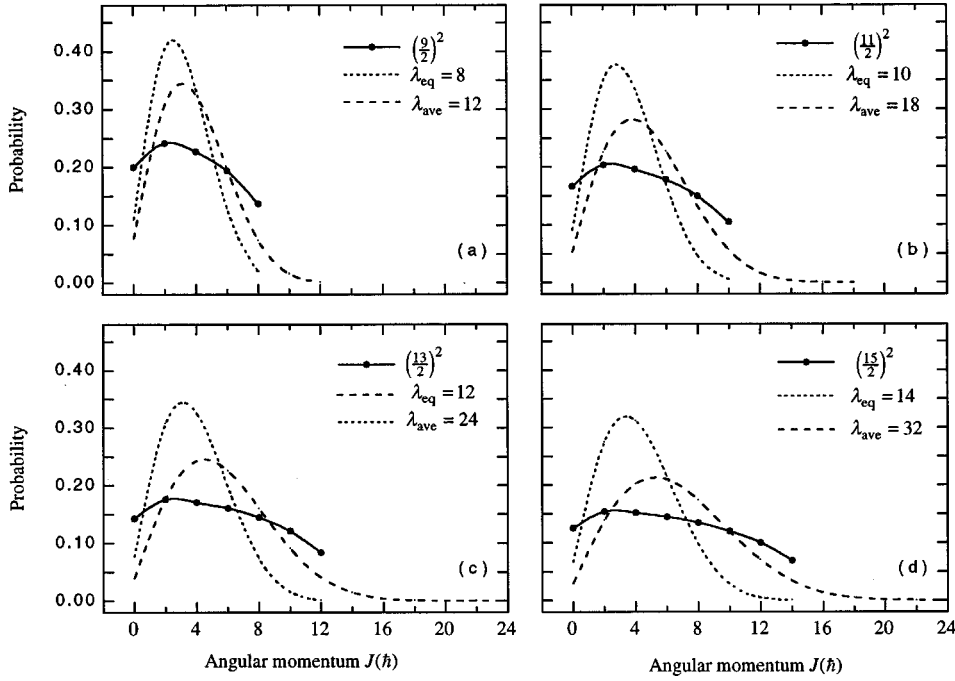 0.40
0.30
0.20
0.10
0.00
Probability
(9/2)^2
λeq = 8
λave = 12
(a)
(11/2)^2
λeq = 10
λave = 18
(b)
0.40
0.30
0.20
0.10
0.00
Probability
(13/2)^2
λeq = 12
λave = 24
(c)
0 4 8 12 16 20 24
Angular momentum J(ℏ)
(15/2)^2
λeq = 14
λave = 32
(d)
0 4 8 12 16 20 24
Angular momentum J(ℏ)